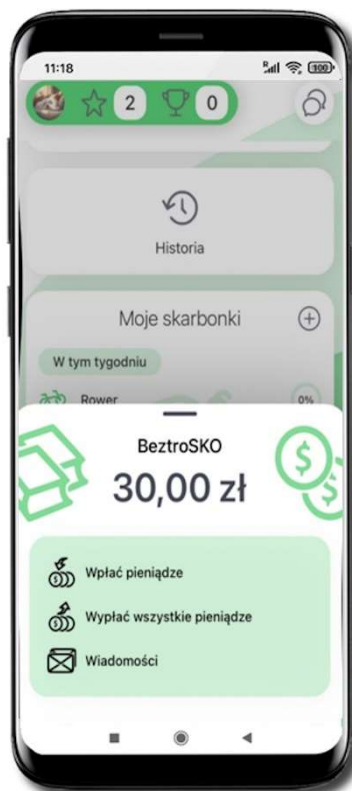 11:18
R 100
2 0
Historia
Moje skarbonki
W tym tygodniu
Rower 0%
BeztroSKO
30,00 zł
Wpłać pieniądze
Wypłać wszystkie pieniądze
Wiadomości